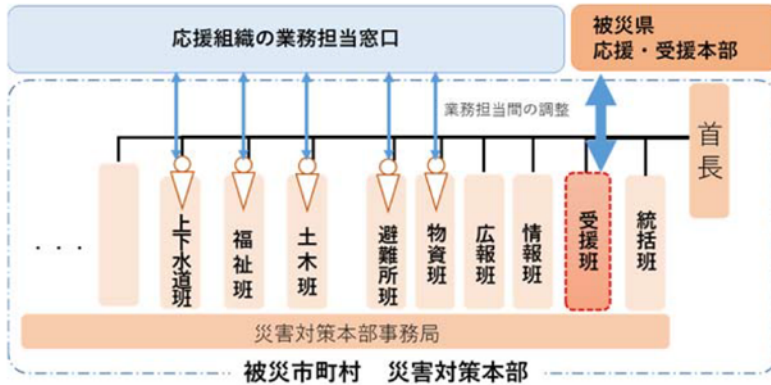 応援組織の業務担当窓口
被災県
応援・受援本部
業務担当間の調整
首長
・・・
上下水道班
福祉班
土木班
避難所班
物資班
広報班
情報班
受援班
統括班
災害対策本部事務局
被災市町村　災害対策本部